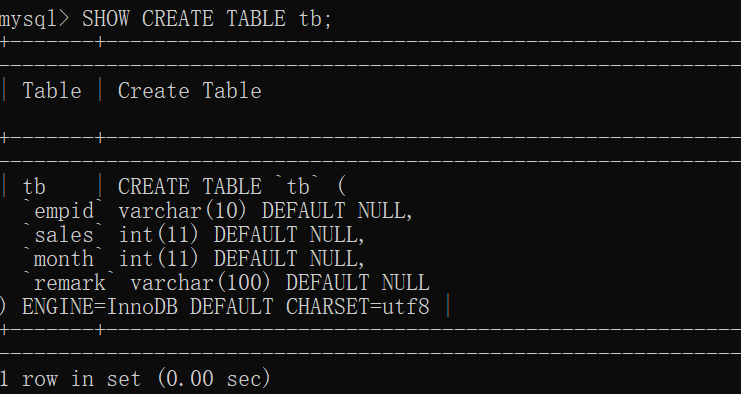 mysql> SHOW CREATE TABLE tb;
+-------+---------------------------------------------------------
--------------------------------------------------------------
| Table | Create Table
+-------+---------------------------------------------------------
--------------------------------------------------------------
| tb    | CREATE TABLE `tb` (
  `empid` varchar(10) DEFAULT NULL,
  `sales` int(11) DEFAULT NULL,
  `month` int(11) DEFAULT NULL,
  `remark` varchar(100) DEFAULT NULL
) ENGINE=InnoDB DEFAULT CHARSET=utf8 |
+-------+---------------------------------------------------------
--------------------------------------------------------------
1 row in set (0.00 sec)